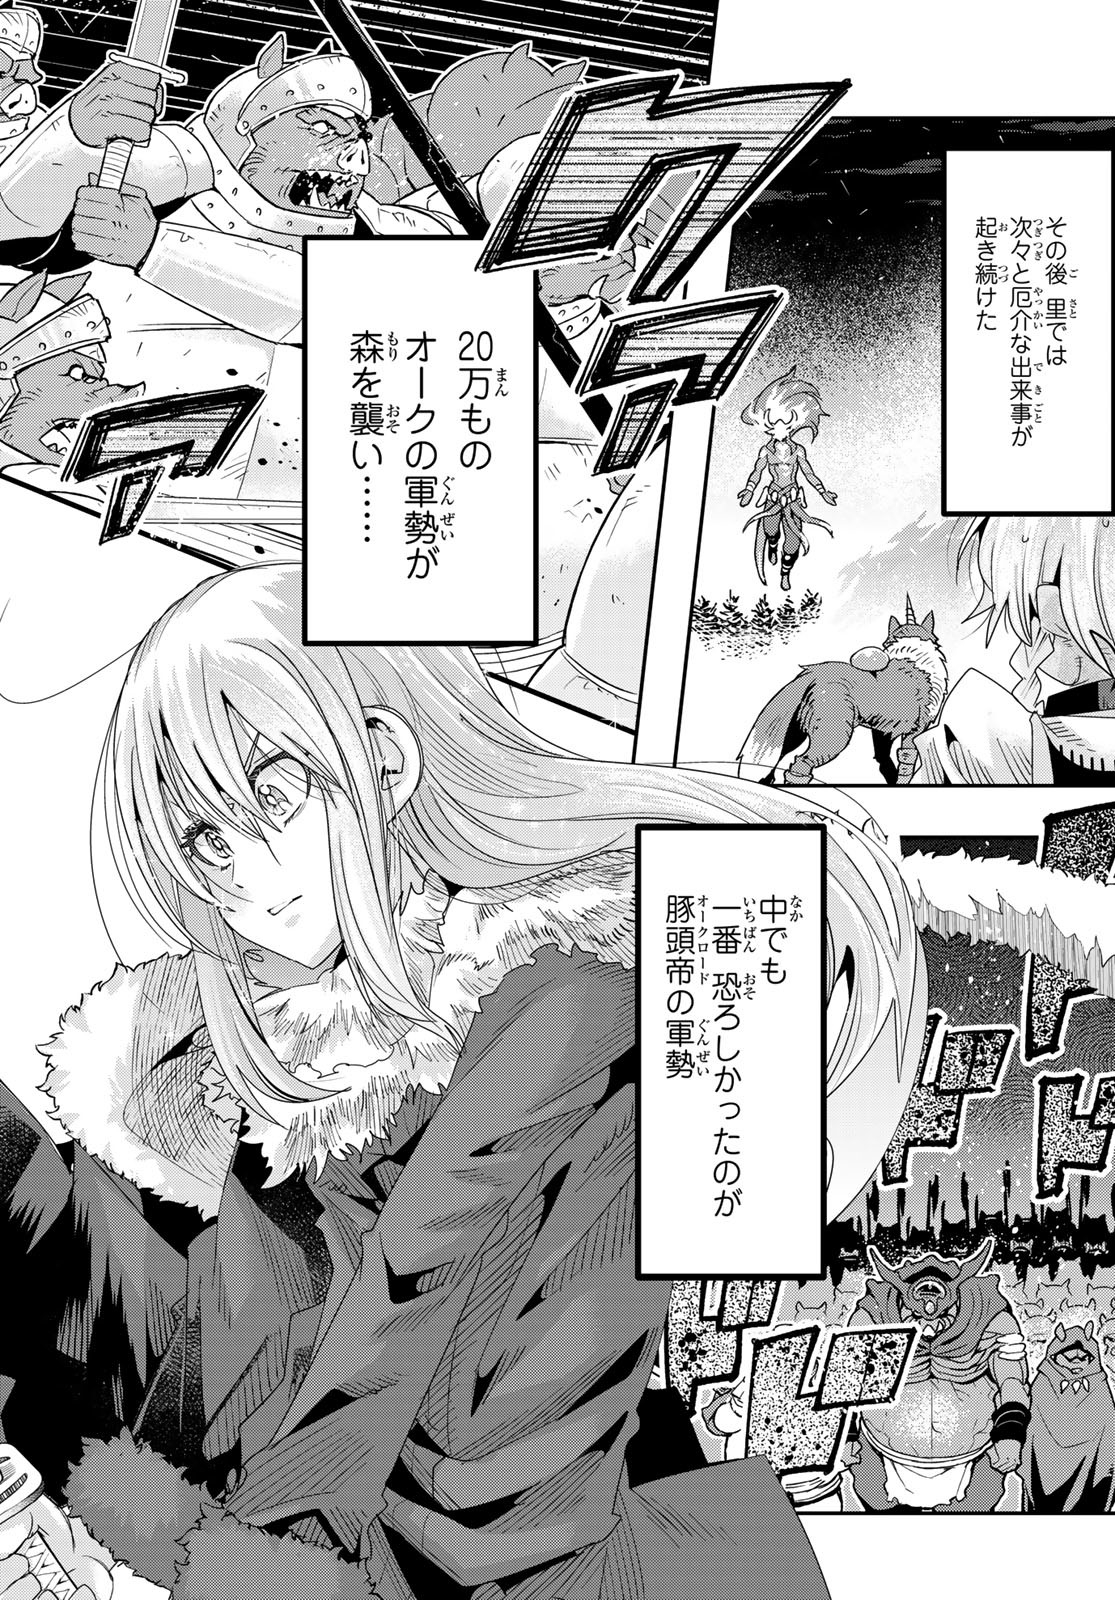 その後 里では
次々と厄介な出来事が
起き続けた
20万もの
オークの軍勢が
森を襲い……
中でも
一番 恐ろしかったのが
豚頭帝の軍勢